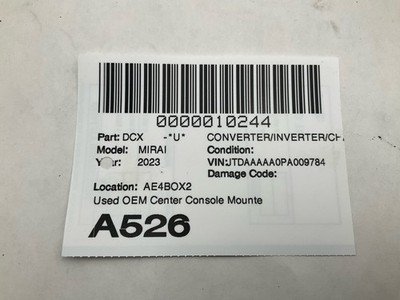 0000010244
Part: DCX -*U* CONVERTER/INVERTER/CHA
Model: MIRAI Condition:
Year: 2023 VIN:JTDAAAAA0PA009784
Damage Code:
Location: AE4BOX2
Used OEM Center Console Mounte
A526